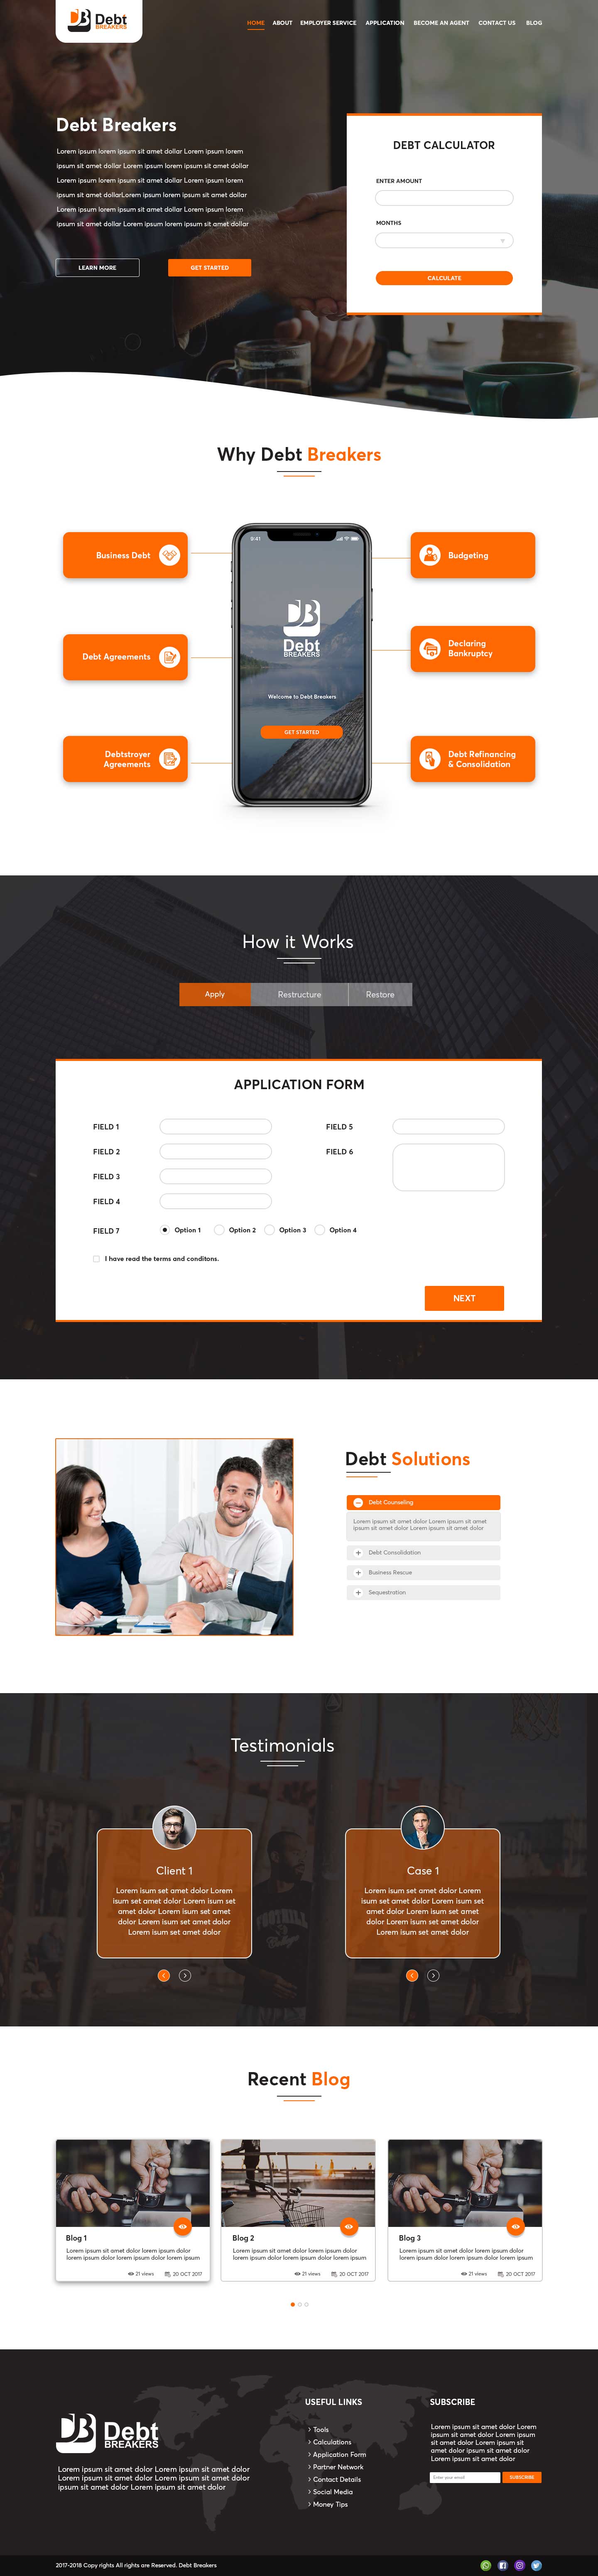 Debt
BREAKERS
HOME ABOUT EMPLOYER SERVICE APPLICATION BECOME AN AGENT CONTACT US BLOG
Debt Breakers
Lorem ipsum lorem ipsum sit amet dollar Lorem ipsum lorem
ipsum sit amet dollar Lorem ipsum lorem ipsum sit amet dollar
Lorem ipsum lorem ipsum sit amet dollar Lorem ipsum lorem
ipsum sit amet dollarLorem ipsum lorem ipsum sit amet dollar
Lorem ipsum lorem ipsum sit amet dollar Lorem ipsum lorem
ipsum sit amet dollar Lorem ipsum lorem ipsum sit amet dollar
LEARN MORE
GET STARTED
DEBT CALCULATOR
ENTER AMOUNT
MONTHS
CALCULATE
Why Debt Breakers
Business Debt
Debt Agreements
Debtstroyer
Agreements
9:41
Debt
BREAKERS
Welcome to Debt Breakers
GET STARTED
Budgeting
Declaring
Bankruptcy
Debt Refinancing
& Consolidation
How it Works
Apply
Restructure
Restore
APPLICATION FORM
FIELD 1
FIELD 2
FIELD 3
FIELD 4
FIELD 5
FIELD 6
FIELD 7
Option 1
Option 2
Option 3
Option 4
I have read the terms and conditons.
NEXT
Debt Solutions
Debt Counseling
Lorem ipsum sit amet dolor Lorem ipsum sit amet
ipsum sit amet dolor Lorem ipsum sit amet dolor
Debt Consolidation
Business Rescue
Sequestration
Testimonials
Client 1
Lorem isum set amet dolor Lorem
isum set amet dolor Lorem isum set
amet dolor Lorem isum set amet
dolor Lorem isum set amet dolor
Lorem isum set amet dolor
Case 1
Lorem isum set amet dolor Lorem
isum set amet dolor Lorem isum set
amet dolor Lorem isum set amet
dolor Lorem isum set amet dolor
Lorem isum set amet dolor
Recent Blog
Blog 1
Lorem ipsum sit amet dolor lorem ipsum dolor
lorem ipsum dolor lorem ipsum dolor lorem ipsum
21 views
20 OCT 2017
Blog 2
Lorem ipsum sit amet dolor lorem ipsum dolor
lorem ipsum dolor lorem ipsum dolor lorem ipsum
21 views
20 OCT 2017
Blog 3
Lorem ipsum sit amet dolor lorem ipsum dolor
lorem ipsum dolor lorem ipsum dolor lorem ipsum
21 views
20 OCT 2017
Debt
BREAKERS
Lorem ipsum sit amet dolor Lorem ipsum sit amet dolor
Lorem ipsum sit amet dolor Lorem ipsum sit amet dolor
ipsum sit amet dolor Lorem ipsum sit amet dolor
USEFUL LINKS
Tools
Calculations
Application Form
Partner Network
Contact Details
Social Media
Money Tips
SUBSCRIBE
Lorem ipsum sit amet dolor Lorem
ipsum sit amet dolor Lorem ipsum
sit amet dolor Lorem ipsum sit
amet dolor ipsum sit amet dolor
Lorem ipsum sit amet dolor
Enter your email
SUBSCRIBE
2017-2018 Copy rights All rights are Reserved. Debt Breakers